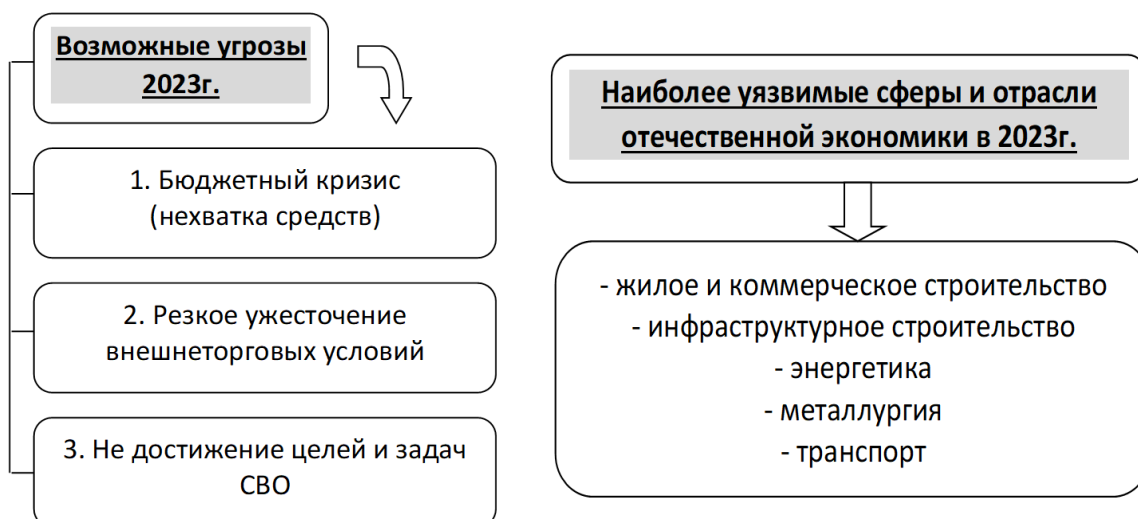 Возможные угрозы
2023г.
1. Бюджетный кризис
(нехватка средств)
2. Резкое ужесточение
внешнеторговых условий
3. Не достижение целей и задач
СВО
Наиболее уязвимые сферы и отрасли
отечественной экономики в 2023г.
- жилое и коммерческое строительство
- инфраструктурное строительство
- энергетика
- металлургия
- транспорт